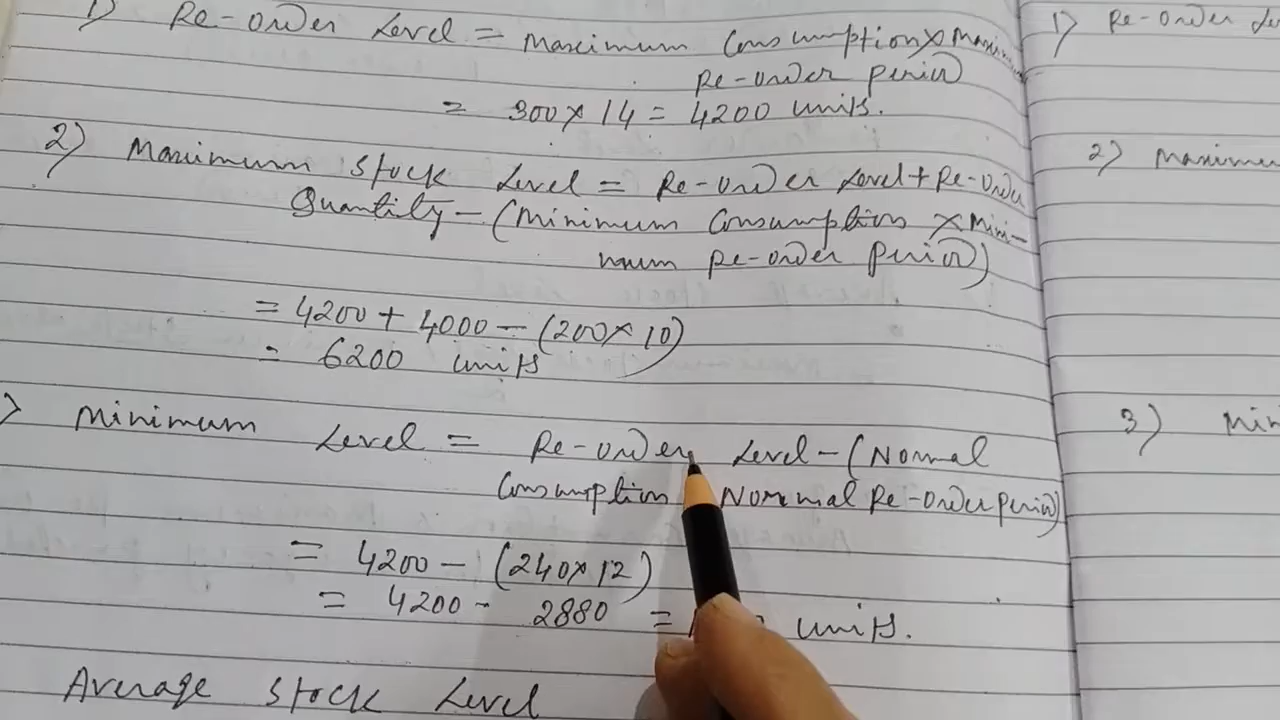 1) Re-order Level = Maximum Consumption x Maximum
Re-order Period
= 300 x 14 = 4200 units.
2) Maximum Stock Level = Re-order Level + Re-order
Quantity - (Minimum Consumption x Mini-
mum Re-order Period)
= 4200 + 4000 - (200 x 10)
= 6200 units
Minimum Level = Re-order Level - (Normal
Consumption Normal Re-order Period)
= 4200 - (240 x 12)
= 4200 - 2880 = units.
Average Stock Level
1) Re-order
2) Maximum
3)